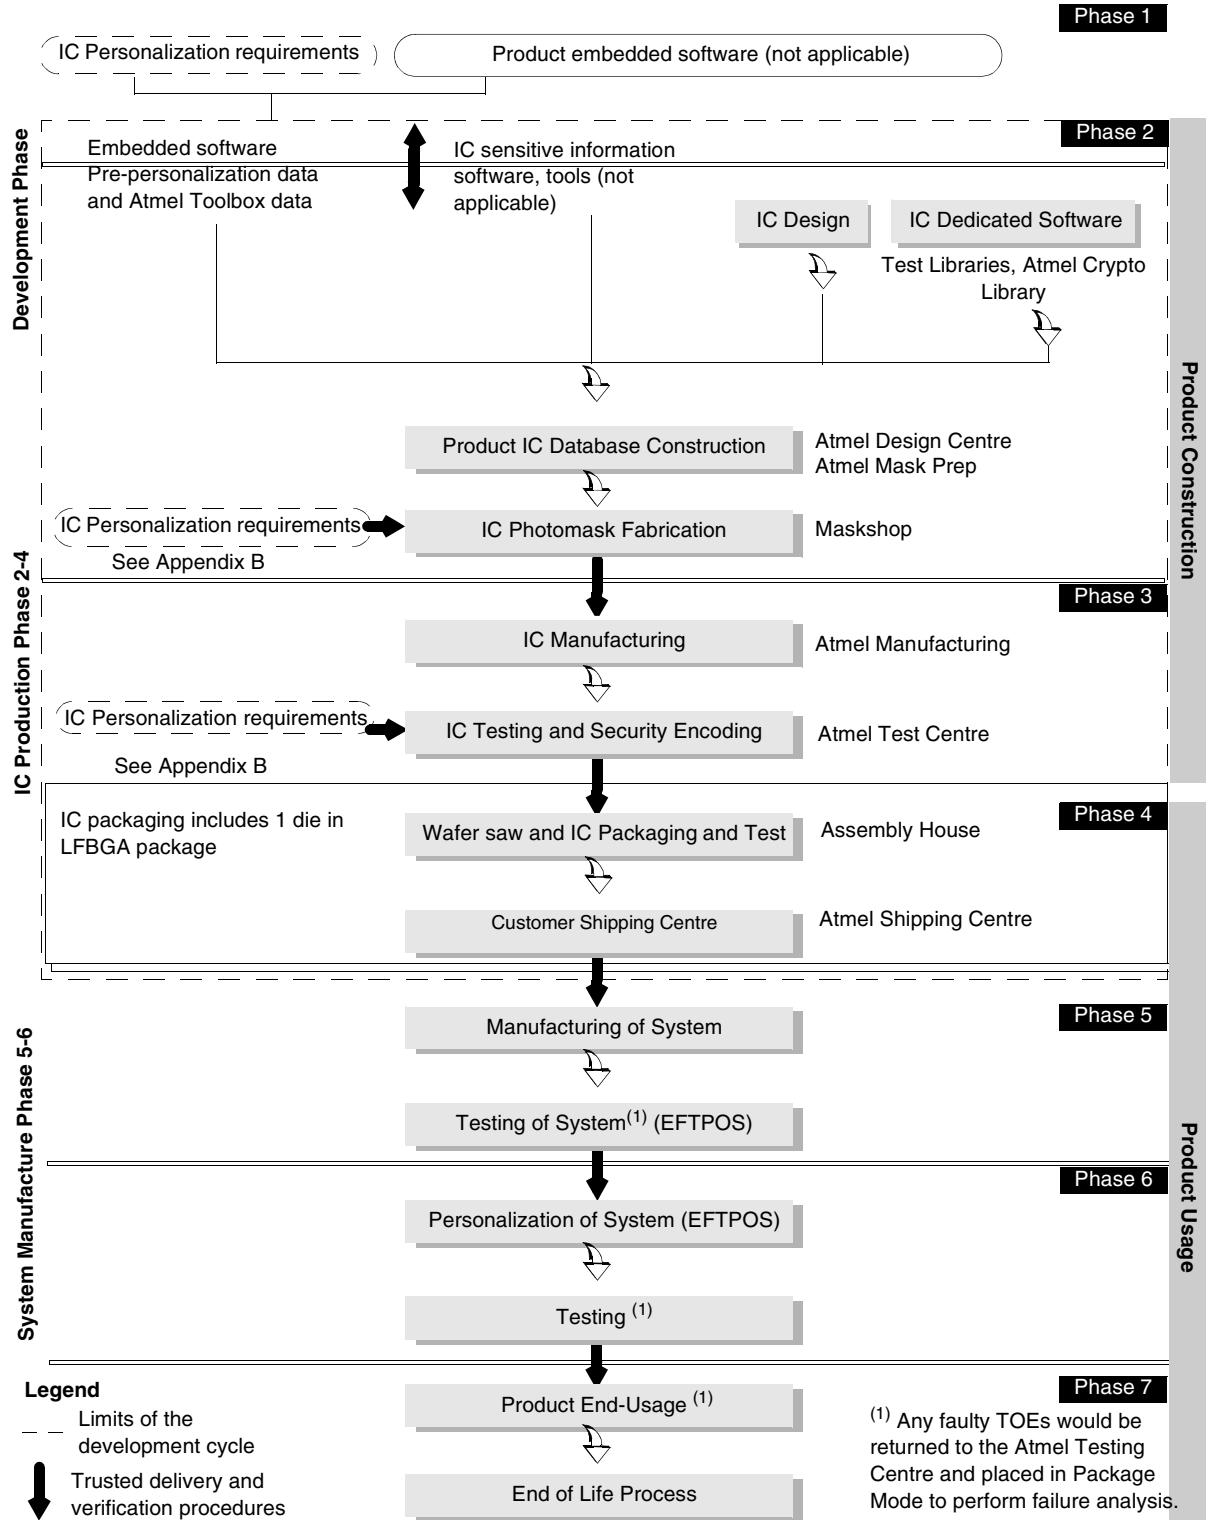 Phase 1
IC Personalization requirements
Product embedded software (not applicable)
Development Phase
Phase 2
Embedded software
Pre-personalization data
and Atmel Toolbox data
IC sensitive information
software, tools (not
applicable)
IC Design
IC Dedicated Software
Test Libraries, Atmel Crypto
Library
Product Construction
Product IC Database Construction
Atmel Design Centre
Atmel Mask Prep
IC Personalization requirements
IC Photomask Fabrication
Maskshop
See Appendix B
IC Production Phase 2-4
Phase 3
IC Manufacturing
Atmel Manufacturing
IC Personalization requirements
IC Testing and Security Encoding
Atmel Test Centre
See Appendix B
Phase 4
IC packaging includes 1 die in
LFBGA package
Wafer saw and IC Packaging and Test
Assembly House
Customer Shipping Centre
Atmel Shipping Centre
Phase 5
Manufacturing of System
System Manufacture Phase 5-6
Testing of System(1) (EFTPOS)
Product Usage
Phase 6
Personalization of System (EFTPOS)
Testing (1)
Phase 7
Legend
Limits of the
development cycle
Trusted delivery and
verification procedures
Product End-Usage (1)
End of Life Process
(1) Any faulty TOEs would be
returned to the Atmel Testing
Centre and placed in Package
Mode to perform failure analysis.